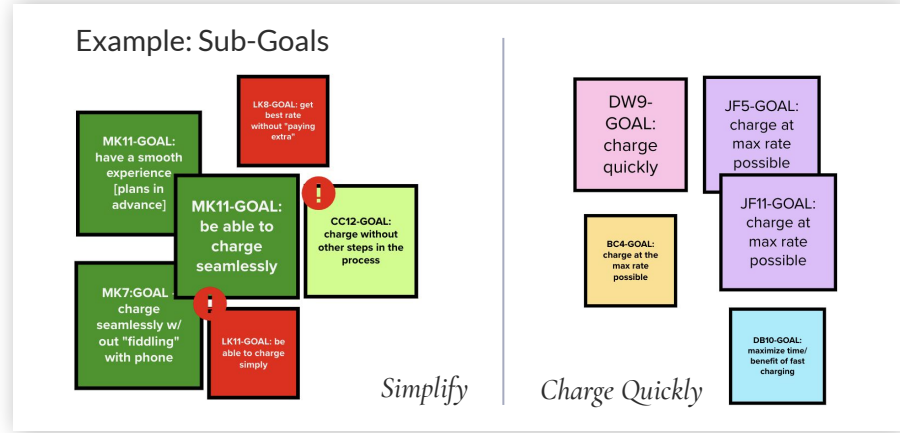 Example: Sub-Goals
LK8-GOAL: get
best rate
without "paying
extra"
MK11-GOAL:
have a smooth
experience
[plans in
advance]
MK11-GOAL:
be able to
charge
seamlessly
!
CC12-GOAL:
charge without
other steps in the
process
MK7:GOAL -
charge
seamlessly w/
out "fiddling"
with phone
!
LK11-GOAL: be
able to charge
simply
Simplify
DW9-
GOAL:
charge
quickly
JF5-GOAL:
charge at
max rate
possible
JF11-GOAL:
charge at
max rate
possible
BC4-GOAL:
charge at the
max rate
possible
DB10-GOAL:
maximize time/
benefit of fast
charging
Charge Quickly